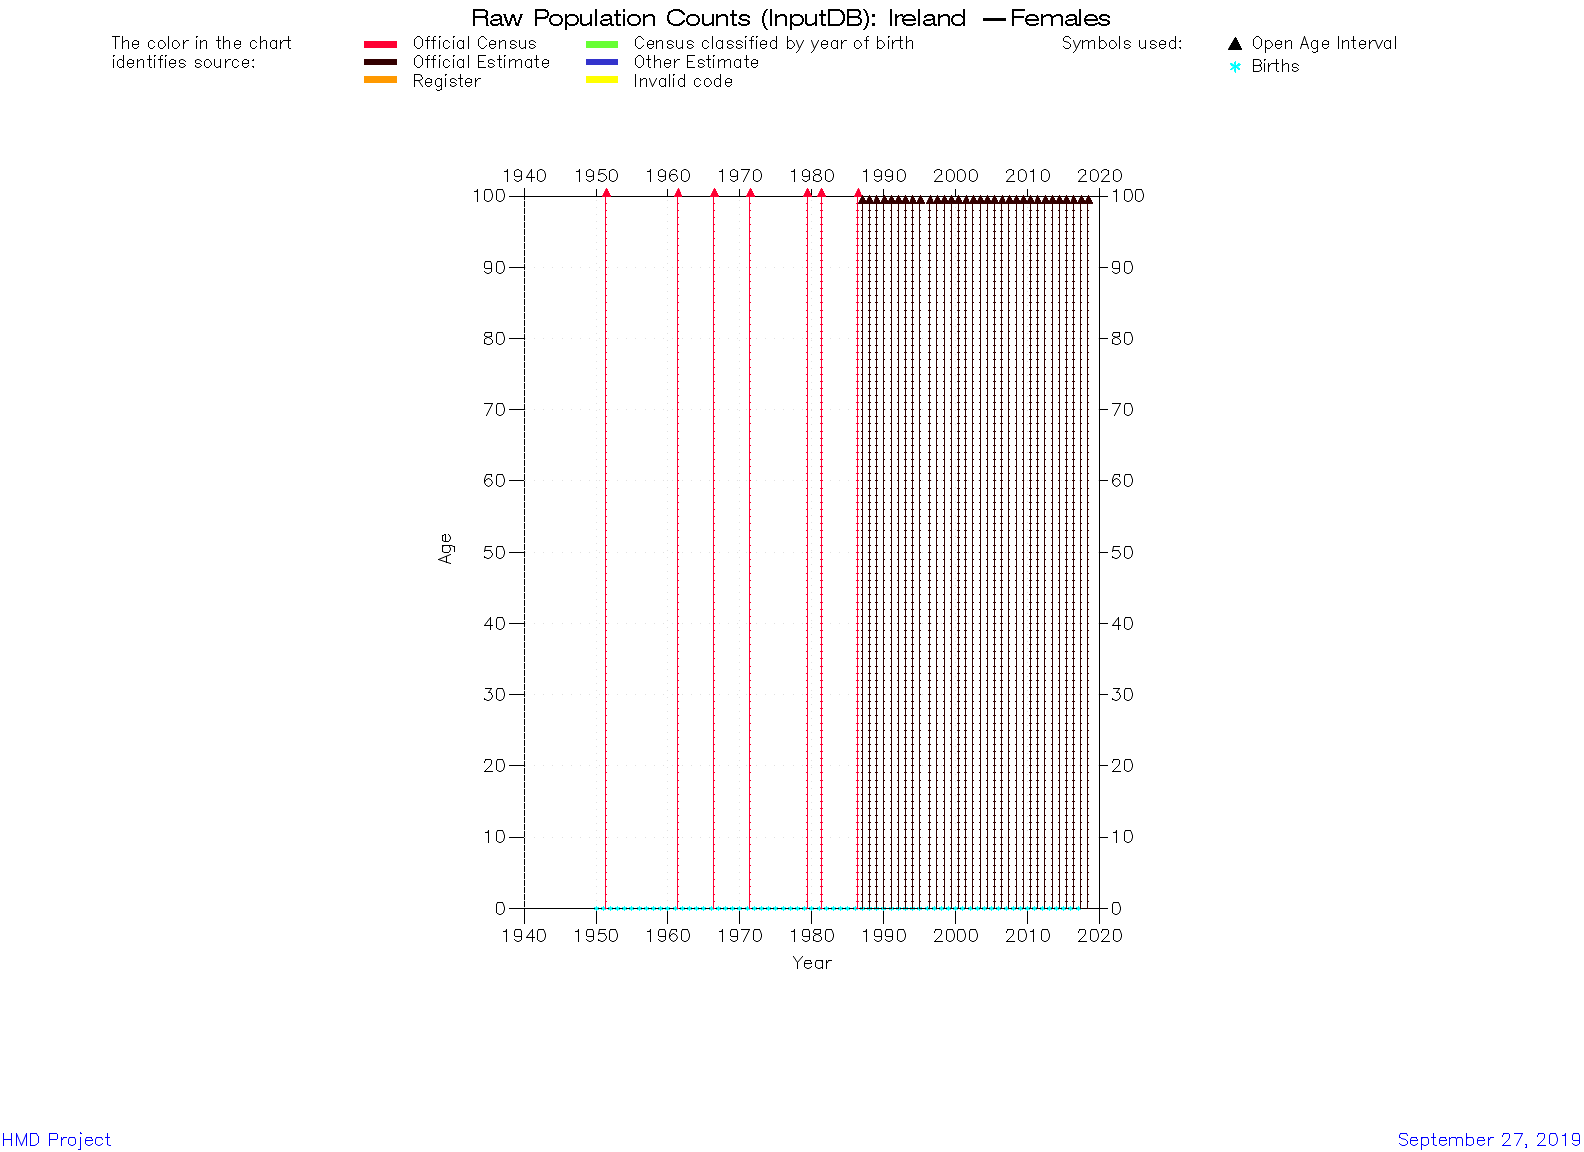 Raw Population Counts (InputDB): Ireland — Females
The color in the chart
identifies source:
Official Census
Official Estimate
Register
Census classified by year of birth
Other Estimate
Invalid code
Symbols used:
Open Age Interval
Births
1940 1950 1960 1970 1980 1990 2000 2010 2020
100 100
90 90
80 80
70 70
60 60
50 50
40 40
30 30
20 20
10 10
0 0
Age
1940 1950 1960 1970 1980 1990 2000 2010 2020
Year
HMD Project
September 27, 2019